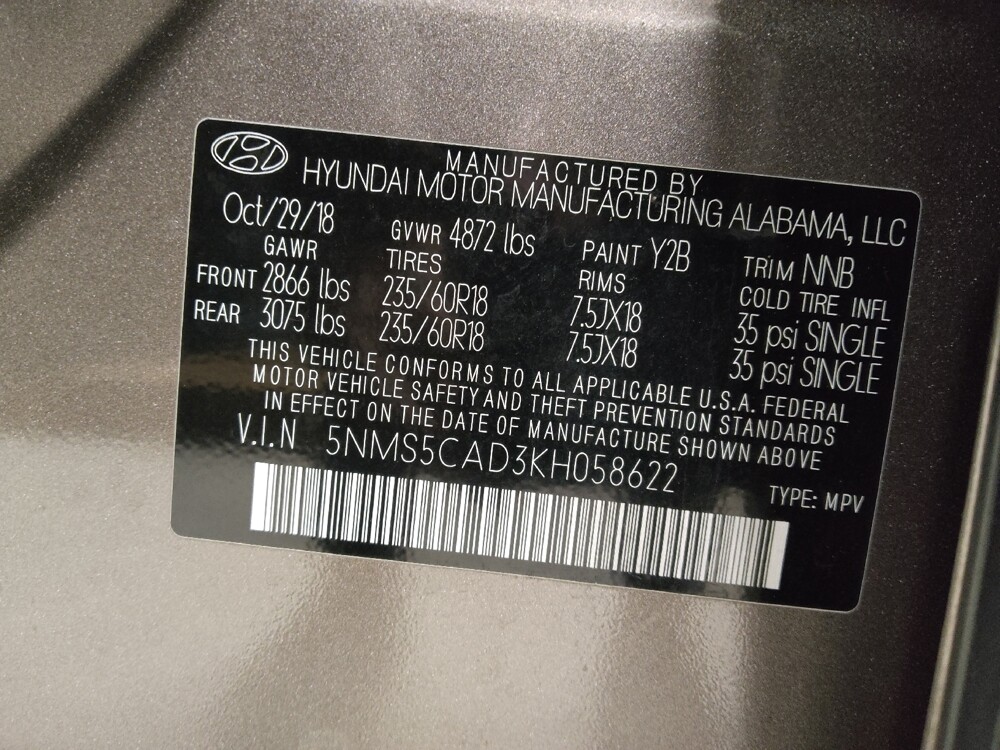 MANUFACTURED BY
HYUNDAI MOTOR MANUFACTURING ALABAMA, LLC
Oct/29/18 GVWR 4872 lbs PAINT Y2B TRIM NNB
GAWR TIRES RIMS COLD TIRE INFL
FRONT 2866 lbs 235/60R18 7.5JX18 35 psi SINGLE
REAR 3075 lbs 235/60R18 7.5JX18 35 psi SINGLE
THIS VEHICLE CONFORMS TO ALL APPLICABLE U.S.A. FEDERAL
MOTOR VEHICLE SAFETY AND THEFT PREVENTION STANDARDS
IN EFFECT ON THE DATE OF MANUFACTURE SHOWN ABOVE
V.I.N 5NMS5CAD3KH058622
TYPE: MPV